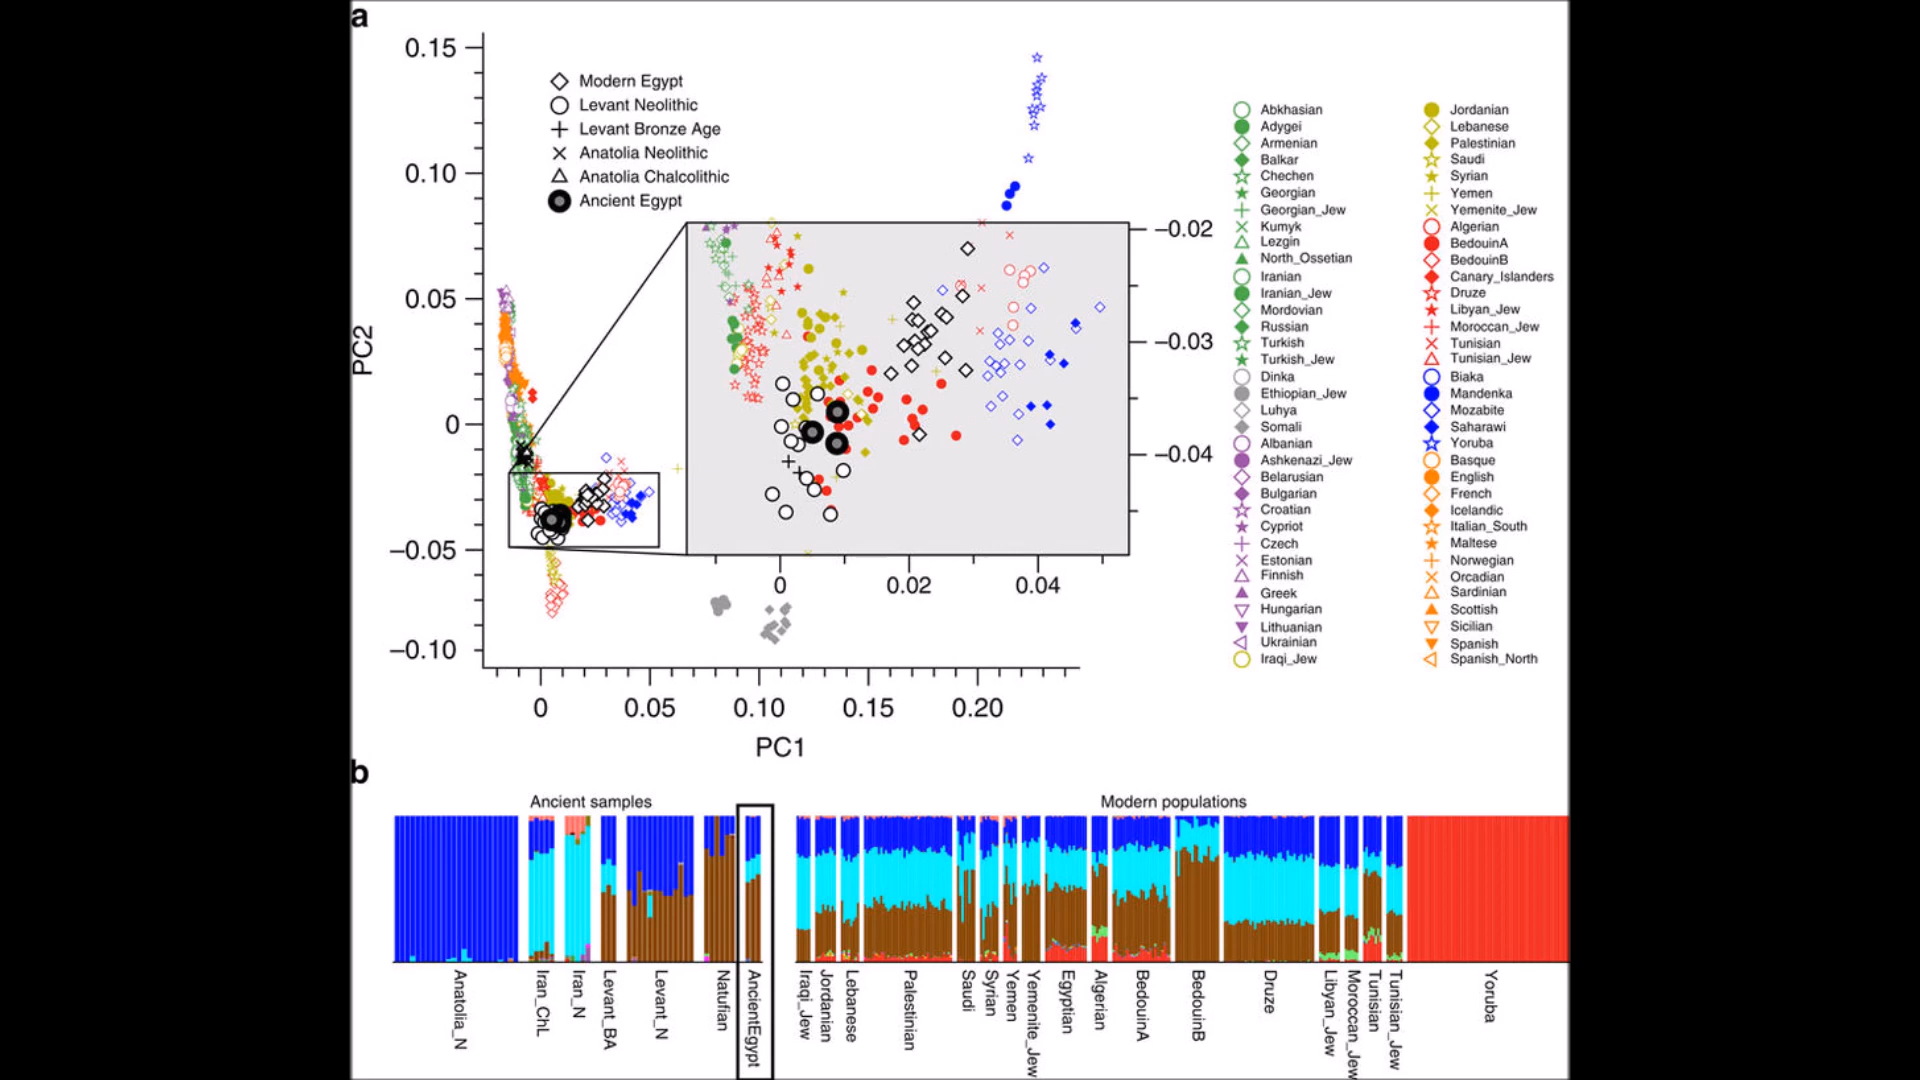 a
0.15
0.10
0.05
0
−0.05
−0.10
PC2
Modern Egypt
Levant Neolithic
Levant Bronze Age
Anatolia Neolithic
Anatolia Chalcolithic
Ancient Egypt
−0.02
−0.03
−0.04
0
0.02
0.04
0
0.05
0.10
0.15
0.20
PC1
Abkhasian
Adygei
Armenian
Balkar
Chechen
Georgian
Georgian_Jew
Kumyk
Lezgin
North_Ossetian
Iranian
Iranian_Jew
Mordovian
Russian
Turkish
Turkish_Jew
Dinka
Ethiopian_Jew
Luhya
Somali
Albanian
Ashkenazi_Jew
Belarusian
Bulgarian
Croatian
Cypriot
Czech
Estonian
Finnish
Greek
Hungarian
Lithuanian
Ukrainian
Iraqi_Jew
Jordanian
Lebanese
Palestinian
Saudi
Syrian
Yemen
Yemenite_Jew
Algerian
BedouinA
BedouinB
Canary_Islanders
Druze
Libyan_Jew
Moroccan_Jew
Tunisian
Tunisian_Jew
Biaka
Mandenka
Mozabite
Saharawi
Yoruba
Basque
English
French
Icelandic
Italian_South
Maltese
Norwegian
Orcadian
Sardinian
Scottish
Sicilian
Spanish
Spanish_North
b
Ancient samples
Modern populations
Anatolia_N
Iran_ChL
Iran_N
Levant_BA
Levant_N
Natufian
AncientEgypt
Iraqi_Jew
Jordanian
Lebanese
Palestinian
Saudi
Syrian
Yemen
Yemenite_Jew
Egyptian
Algerian
BedouinA
BedouinB
Druze
Libyan_Jew
Moroccan_Jew
Tunisian
Tunisian_Jew
Yoruba